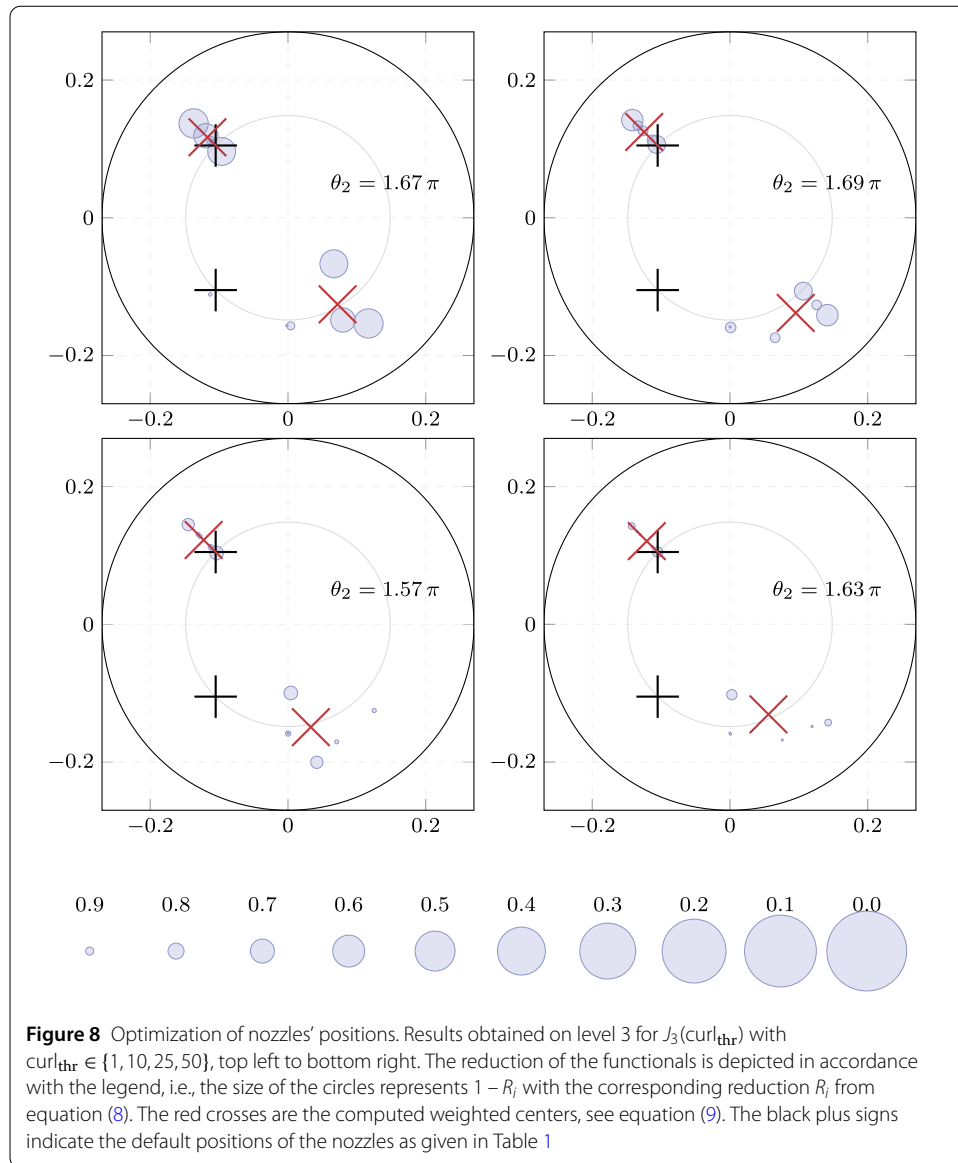 0.2
0.2
θ₂ = 1.67 π
θ₂ = 1.69 π
0
0
−0.2
−0.2
−0.2
0
0.2
−0.2
0
0.2
0.2
0.2
θ₂ = 1.57 π
θ₂ = 1.63 π
0
0
−0.2
−0.2
−0.2
0
0.2
−0.2
0
0.2
0.9 0.8 0.7 0.6 0.5 0.4 0.3 0.2 0.1 0.0
Figure 8 Optimization of nozzles' positions. Results obtained on level 3 for J₃(curl_thr) with
curl_thr ∈ {1, 10, 25, 50}, top left to bottom right. The reduction of the functionals is depicted in accordance
with the legend, i.e., the size of the circles represents 1 – Rᵢ with the corresponding reduction Rᵢ from
equation (8). The red crosses are the computed weighted centers, see equation (9). The black plus signs
indicate the default positions of the nozzles as given in Table 1